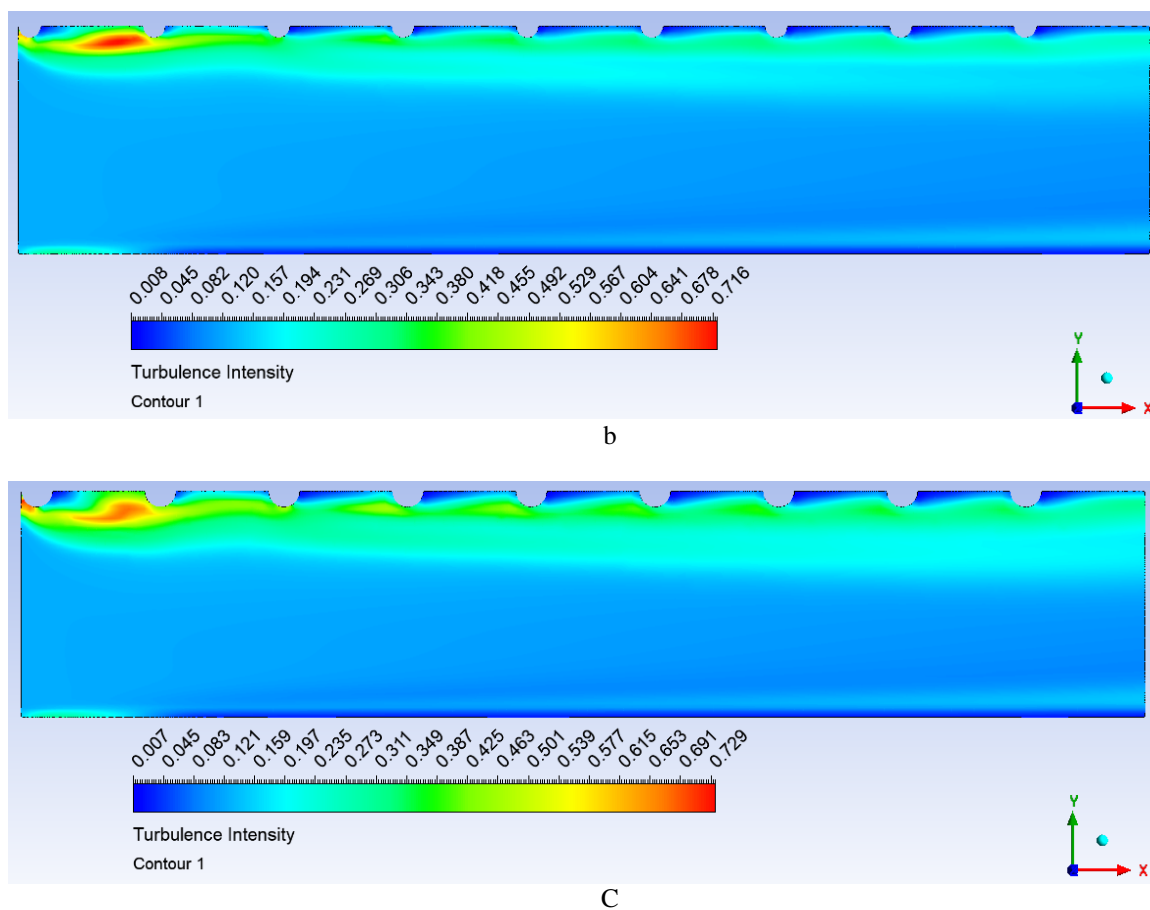 0.008 0.045 0.082 0.120 0.157 0.194 0.231 0.269 0.306 0.343 0.380 0.418 0.455 0.492 0.529 0.567 0.604 0.641 0.678 0.716
Turbulence Intensity
Contour 1
Y
X
b
0.007 0.045 0.083 0.121 0.159 0.197 0.235 0.273 0.311 0.349 0.387 0.425 0.463 0.501 0.539 0.577 0.615 0.653 0.691 0.729
Turbulence Intensity
Contour 1
Y
X
C